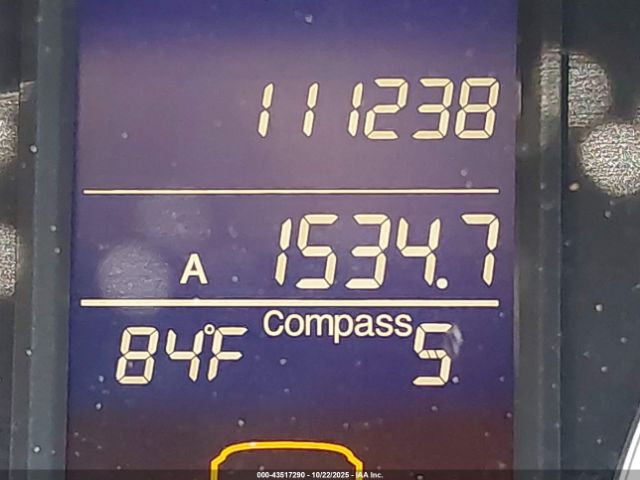 111238
A 1534.7
84°F Compass S
000-43517290 - 10/22/2025 - IAA Inc.